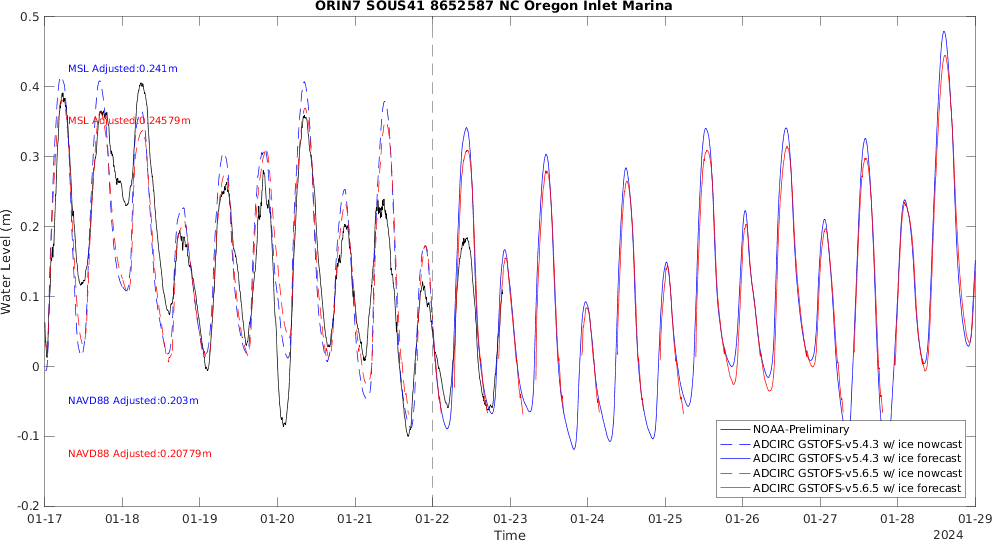 ORIN7 SOUS41 8652587 NC Oregon Inlet Marina
0.5
0.4
0.3
0.2
0.1
0
-0.1
-0.2
Water Level (m)
MSL Adjusted:0.241m
MSL Adjusted:0.24579m
NAVD88 Adjusted:0.203m
NAVD88 Adjusted:0.20779m
NOAA-Preliminary
ADCIRC GSTOFS-v5.4.3 w/ ice nowcast
ADCIRC GSTOFS-v5.4.3 w/ ice forecast
ADCIRC GSTOFS-v5.6.5 w/ ice nowcast
ADCIRC GSTOFS-v5.6.5 w/ ice forecast
01-17 01-18 01-19 01-20 01-21 01-22 01-23 01-24 01-25 01-26 01-27 01-28 01-29
Time
2024